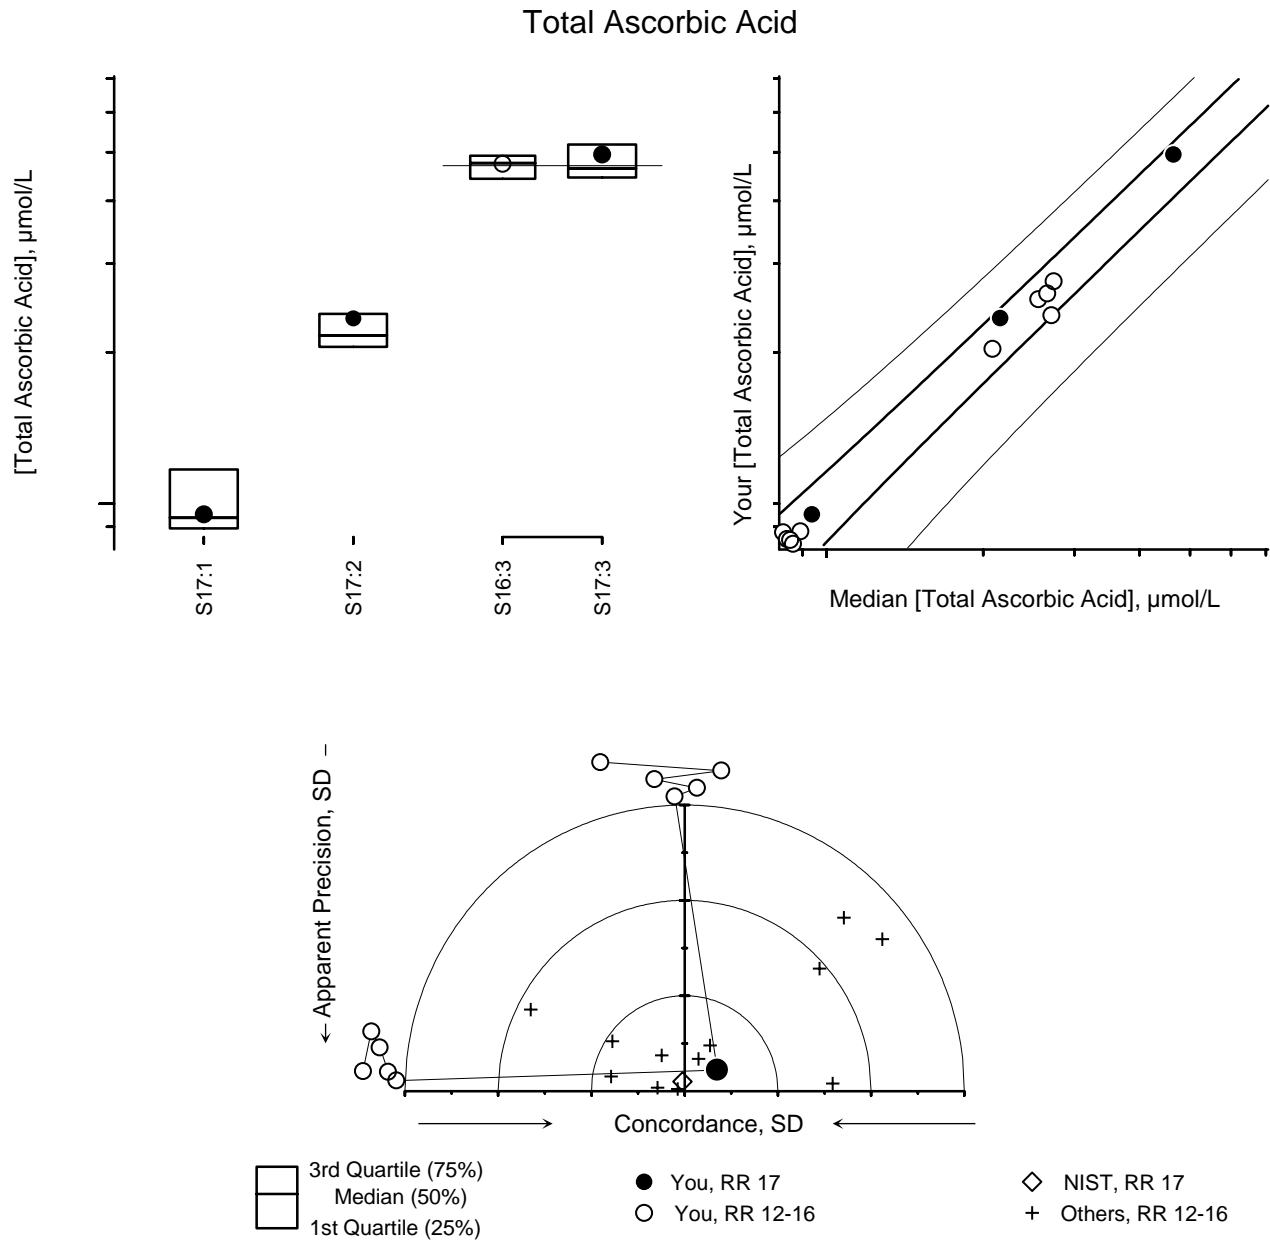 Total Ascorbic Acid
[Total Ascorbic Acid], µmol/L
S17:1
S17:2
S16:3
S17:3
Your [Total Ascorbic Acid], µmol/L
Median [Total Ascorbic Acid], µmol/L
Apparent Precision, SD
Concordance, SD
3rd Quartile (75%)
Median (50%)
1st Quartile (25%)
You, RR 17
You, RR 12-16
NIST, RR 17
Others, RR 12-16